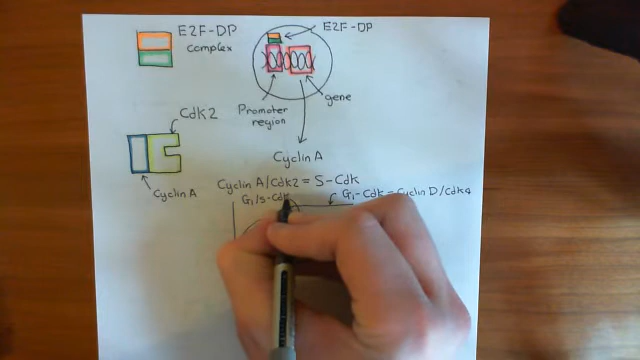 E2F-DP
complex
E2F-DP
Promoter
region
gene
Cdk2
Cyclin A
Cyclin A
Cyclin A/Cdk2 = S-Cdk
G1/S-Cdk
G1-Cdk = Cyclin D/Cdk4